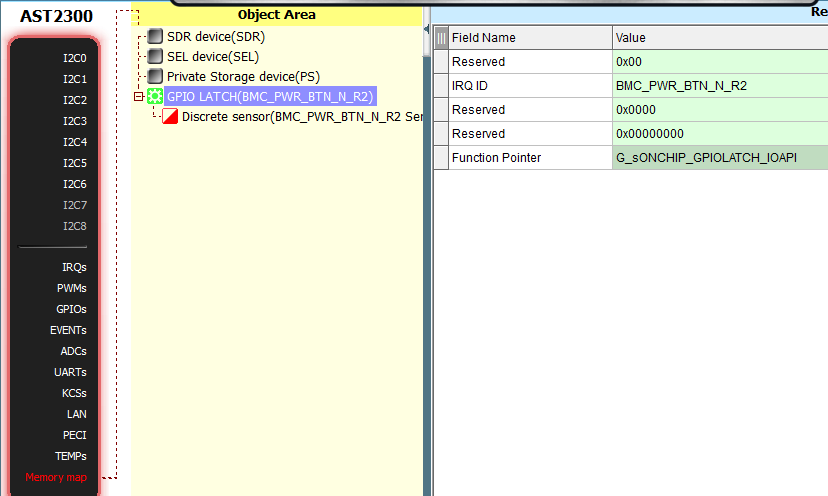 AST2300
I2C0
I2C1
I2C2
I2C3
I2C4
I2C5
I2C6
I2C7
I2C8
IRQs
PWMs
GPIOs
EVENTs
ADCs
UARTs
KCSs
LAN
PECI
TEMPs
Memory map
Object Area
SDR device(SDR)
SEL device(SEL)
Private Storage device(PS)
GPIO LATCH(BMC_PWR_BTN_N_R2)
Discrete sensor(BMC_PWR_BTN_N_R2 Ser
Re
Field Name Value
Reserved 0x00
IRQ ID BMC_PWR_BTN_N_R2
Reserved 0x0000
Reserved 0x00000000
Function Pointer G_sONCHIP_GPIOLATCH_IOAPI